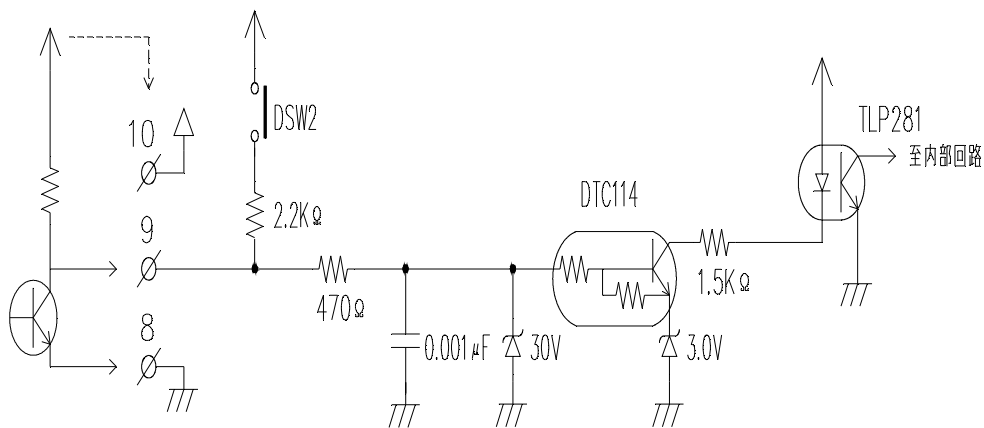 10
9
8
DSW2
2.2KΩ
470Ω
0.001μF
30V
DTC114
3.0V
1.5KΩ
TLP281
至内部回路